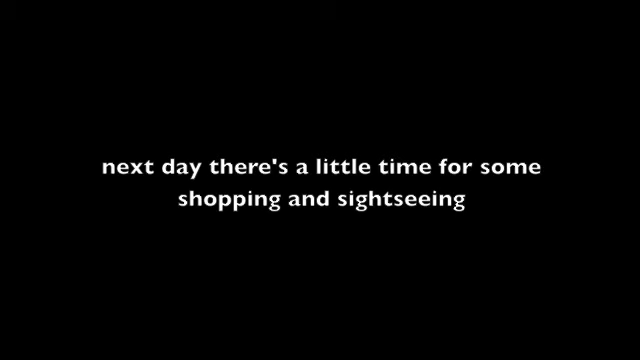 next day there's a little time for some
shopping and sightseeing